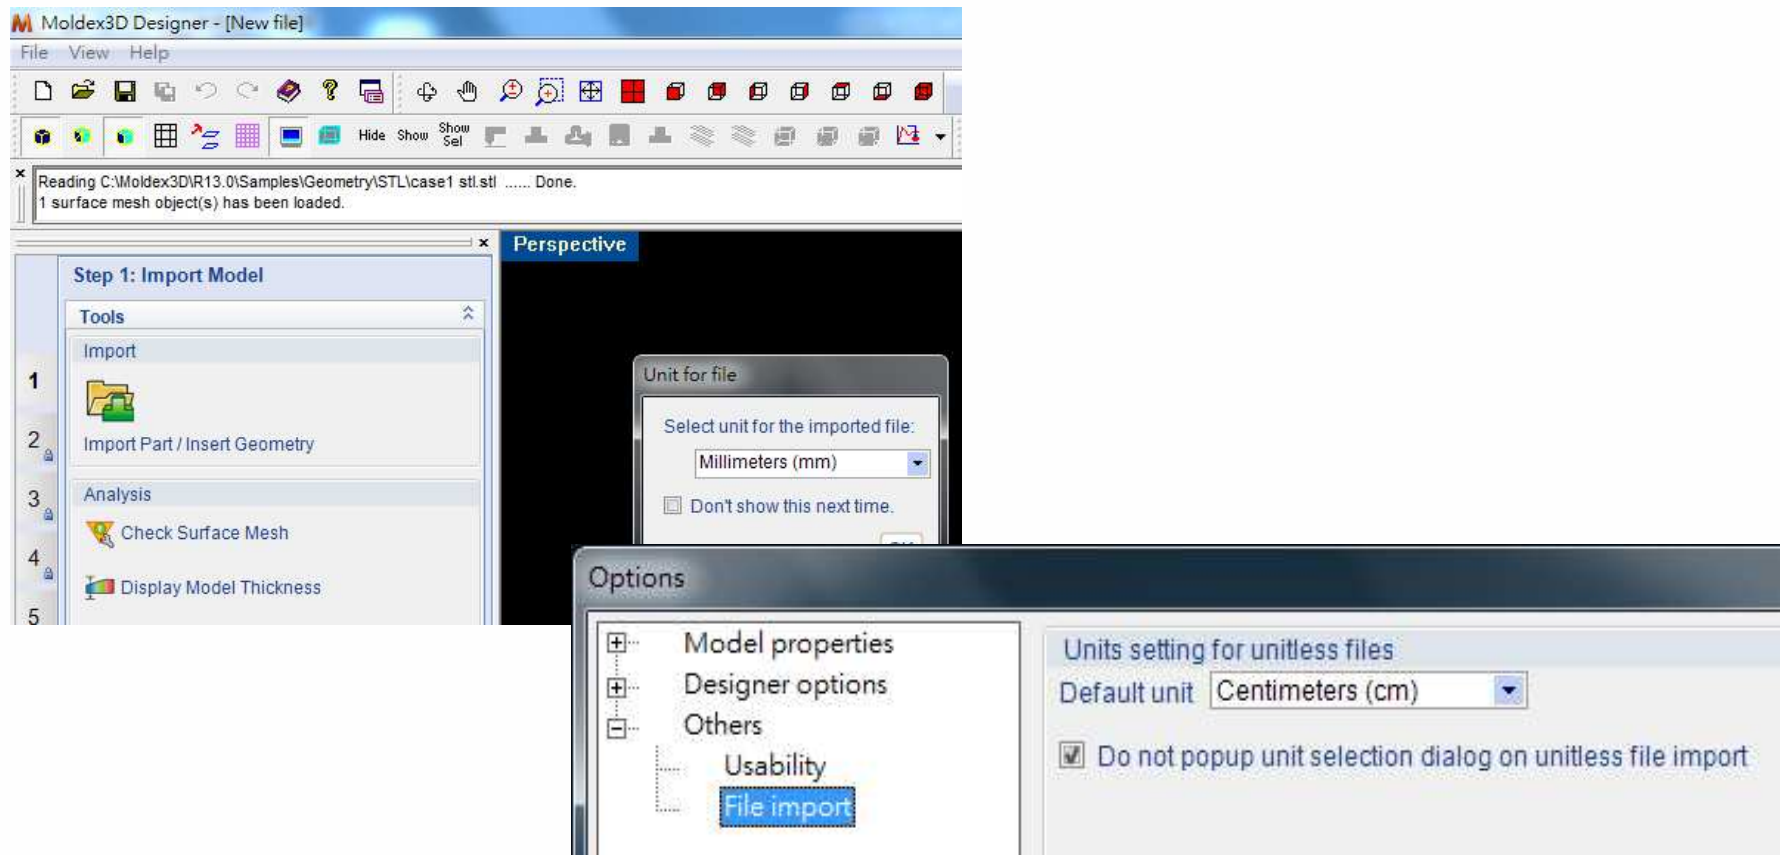 Moldex3D Designer - [New file]
File View Help
Hide Show Show Sel
Reading C:\Moldex3D\R13.0\Samples\Geometry\STL\case1 stl.stl ...... Done.
1 surface mesh object(s) has been loaded.
Perspective
Step 1: Import Model
Tools
Import
1
2
Import Part / Insert Geometry
3
Analysis
Check Surface Mesh
4
Display Model Thickness
5
Unit for file
Select unit for the imported file:
Millimeters (mm)
Don't show this next time.
Options
Model properties
Designer options
Others
Usability
File import
Units setting for unitless files
Default unit Centimeters (cm)
Do not popup unit selection dialog on unitless file import